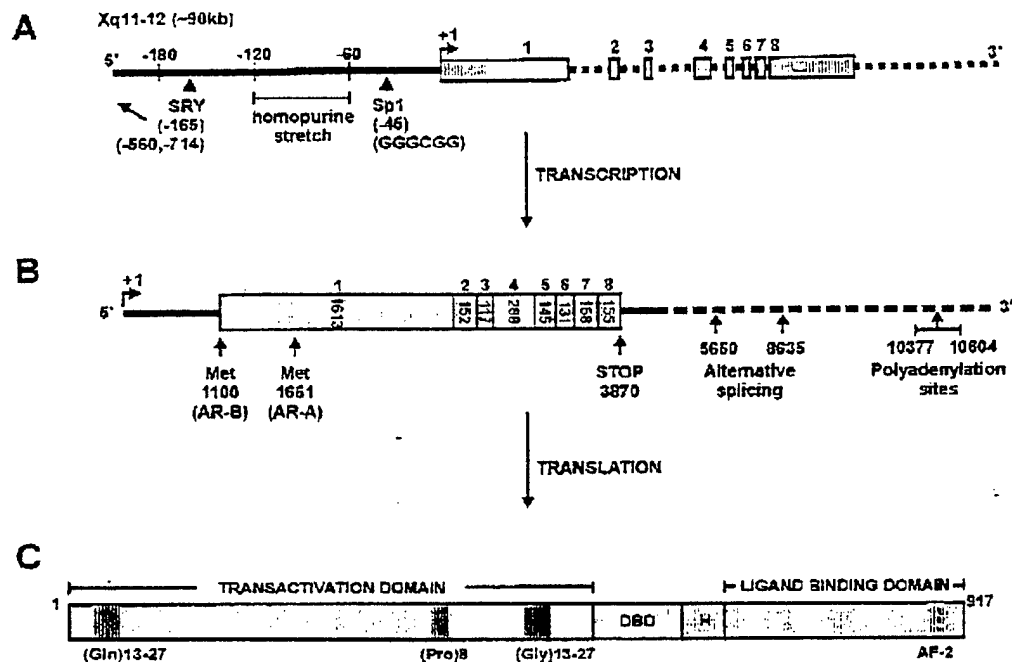 A
Xq11-12 (~90kb)
5' -180 -120 -60 +1 1 2 3 4 5 6 7 8 3'
SRY
(-165)
(-560,-714)
homopurine
stretch
Sp1
(-46)
(GGGCGG)
TRANSCRIPTION
B
+1
1 2 3 4 5 6 7 8
5' 1613 152 117 288 145 131 158 155 3'
Met
1100
(AR-B)
Met
1661
(AR-A)
STOP
3870
5660 8635
Alternative
splicing
10377 10604
Polyadenylation
sites
TRANSLATION
C
TRANSACTIVATION DOMAIN LIGAND BINDING DOMAIN
1 DBD H 917
(Gln)13-27 (Pro)8 (Gly)13-27 AF-2